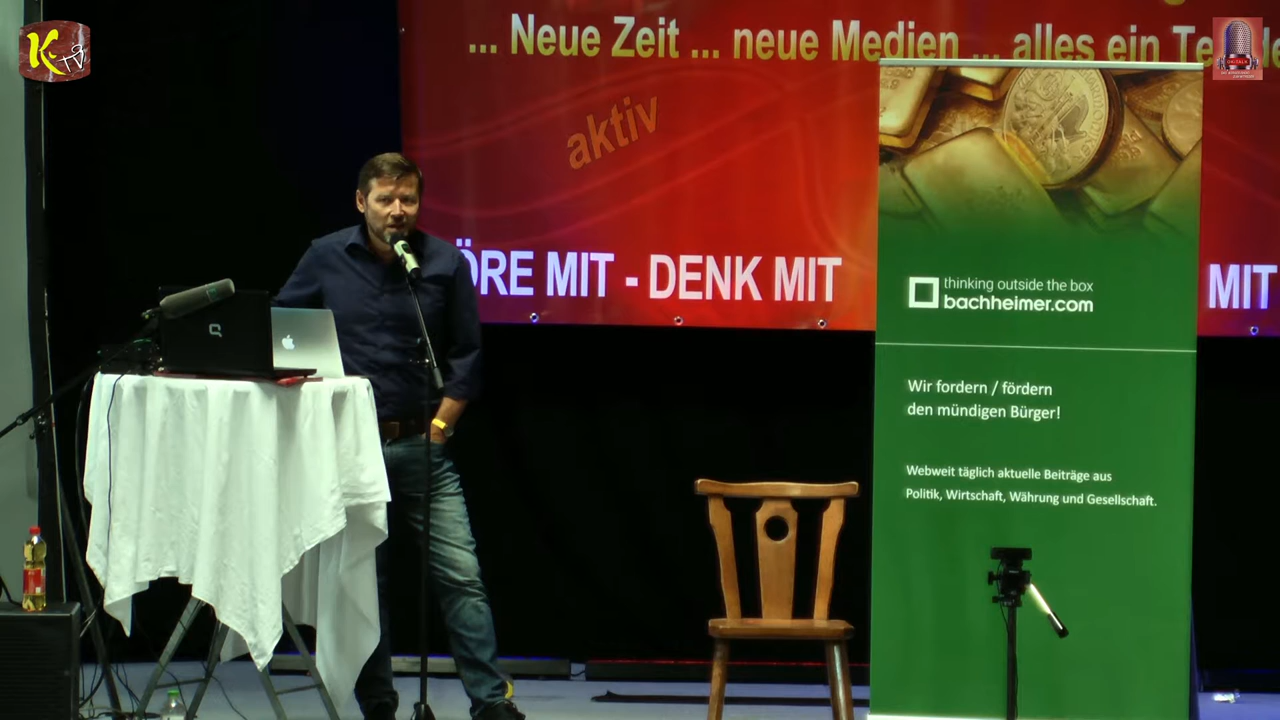 K
TV
... Neue Zeit ... neue Medien ... alles ein Te
aktiv
ÖRE MIT - DENK MIT
MIT
thinking outside the box
bachheimer.com
Wir fordern / fördern
den mündigen Bürger!
Webweit täglich aktuelle Beiträge aus
Politik, Wirtschaft, Währung und Gesellschaft.